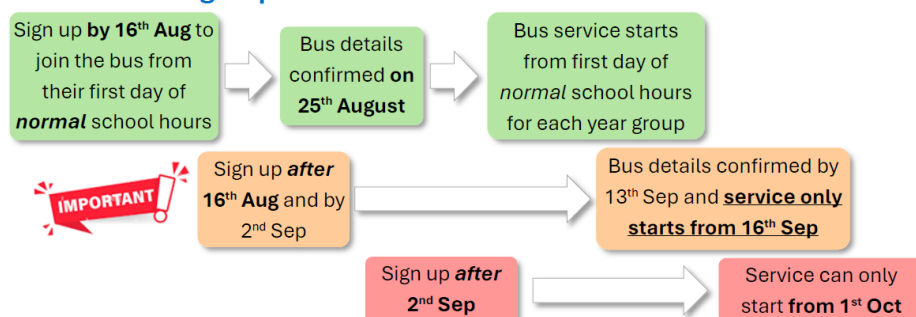 Sign up by 16th Aug to
join the bus from
their first day of
normal school hours
Bus details
confirmed on
25th August
Bus service starts
from first day of
normal school hours
for each year group
IMPORTANT
Sign up after
16th Aug and by
2nd Sep
Bus details confirmed by
13th Sep and service only
starts from 16th Sep
Sign up after
2nd Sep
Service can only
start from 1st Oct